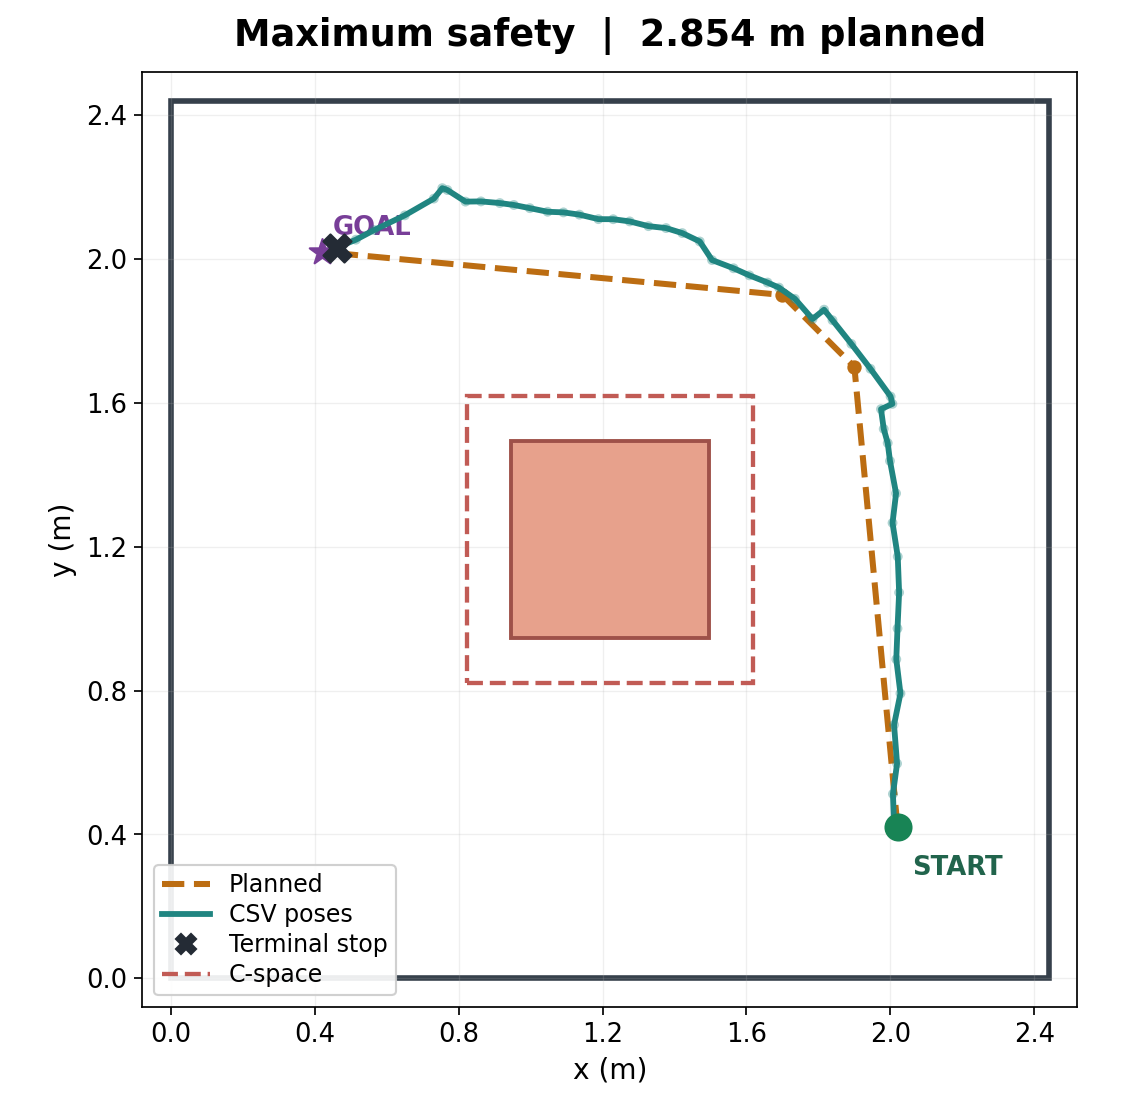 Maximum safety | 2.854 m planned
2.4
2.0
1.6
1.2
0.8
0.4
0.0
y (m)
GOAL
START
Planned
CSV poses
Terminal stop
C-space
0.0 0.4 0.8 1.2 1.6 2.0 2.4
x (m)